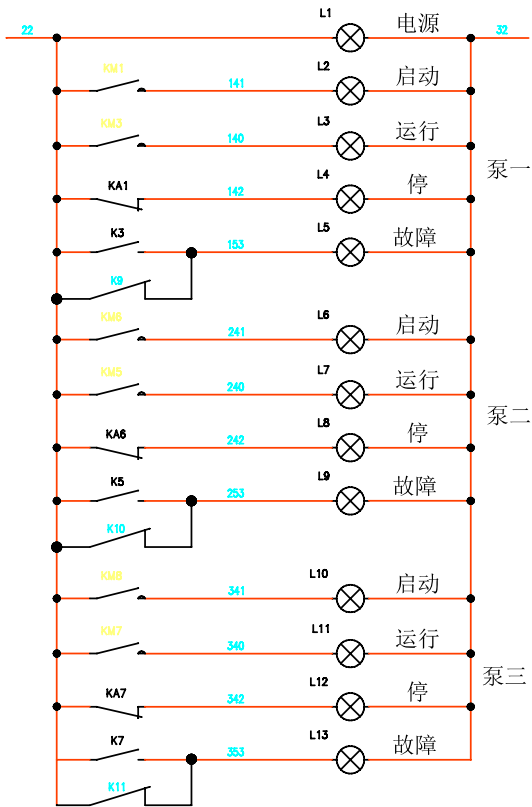 L1 电源
22 32
KM1 141 L2 启动
KM3 140 L3 运行
泵一
KA1 142 L4 停
K3 153 L5 故障
K9
241 L6 启动
240 L7 运行
泵二
KA6 242 L8 停
K5 253 L9 故障
K10
341 L10 启动
KM7 340 L11 运行
泵三
KA7 342 L12 停
K7 353 L13 故障
K11